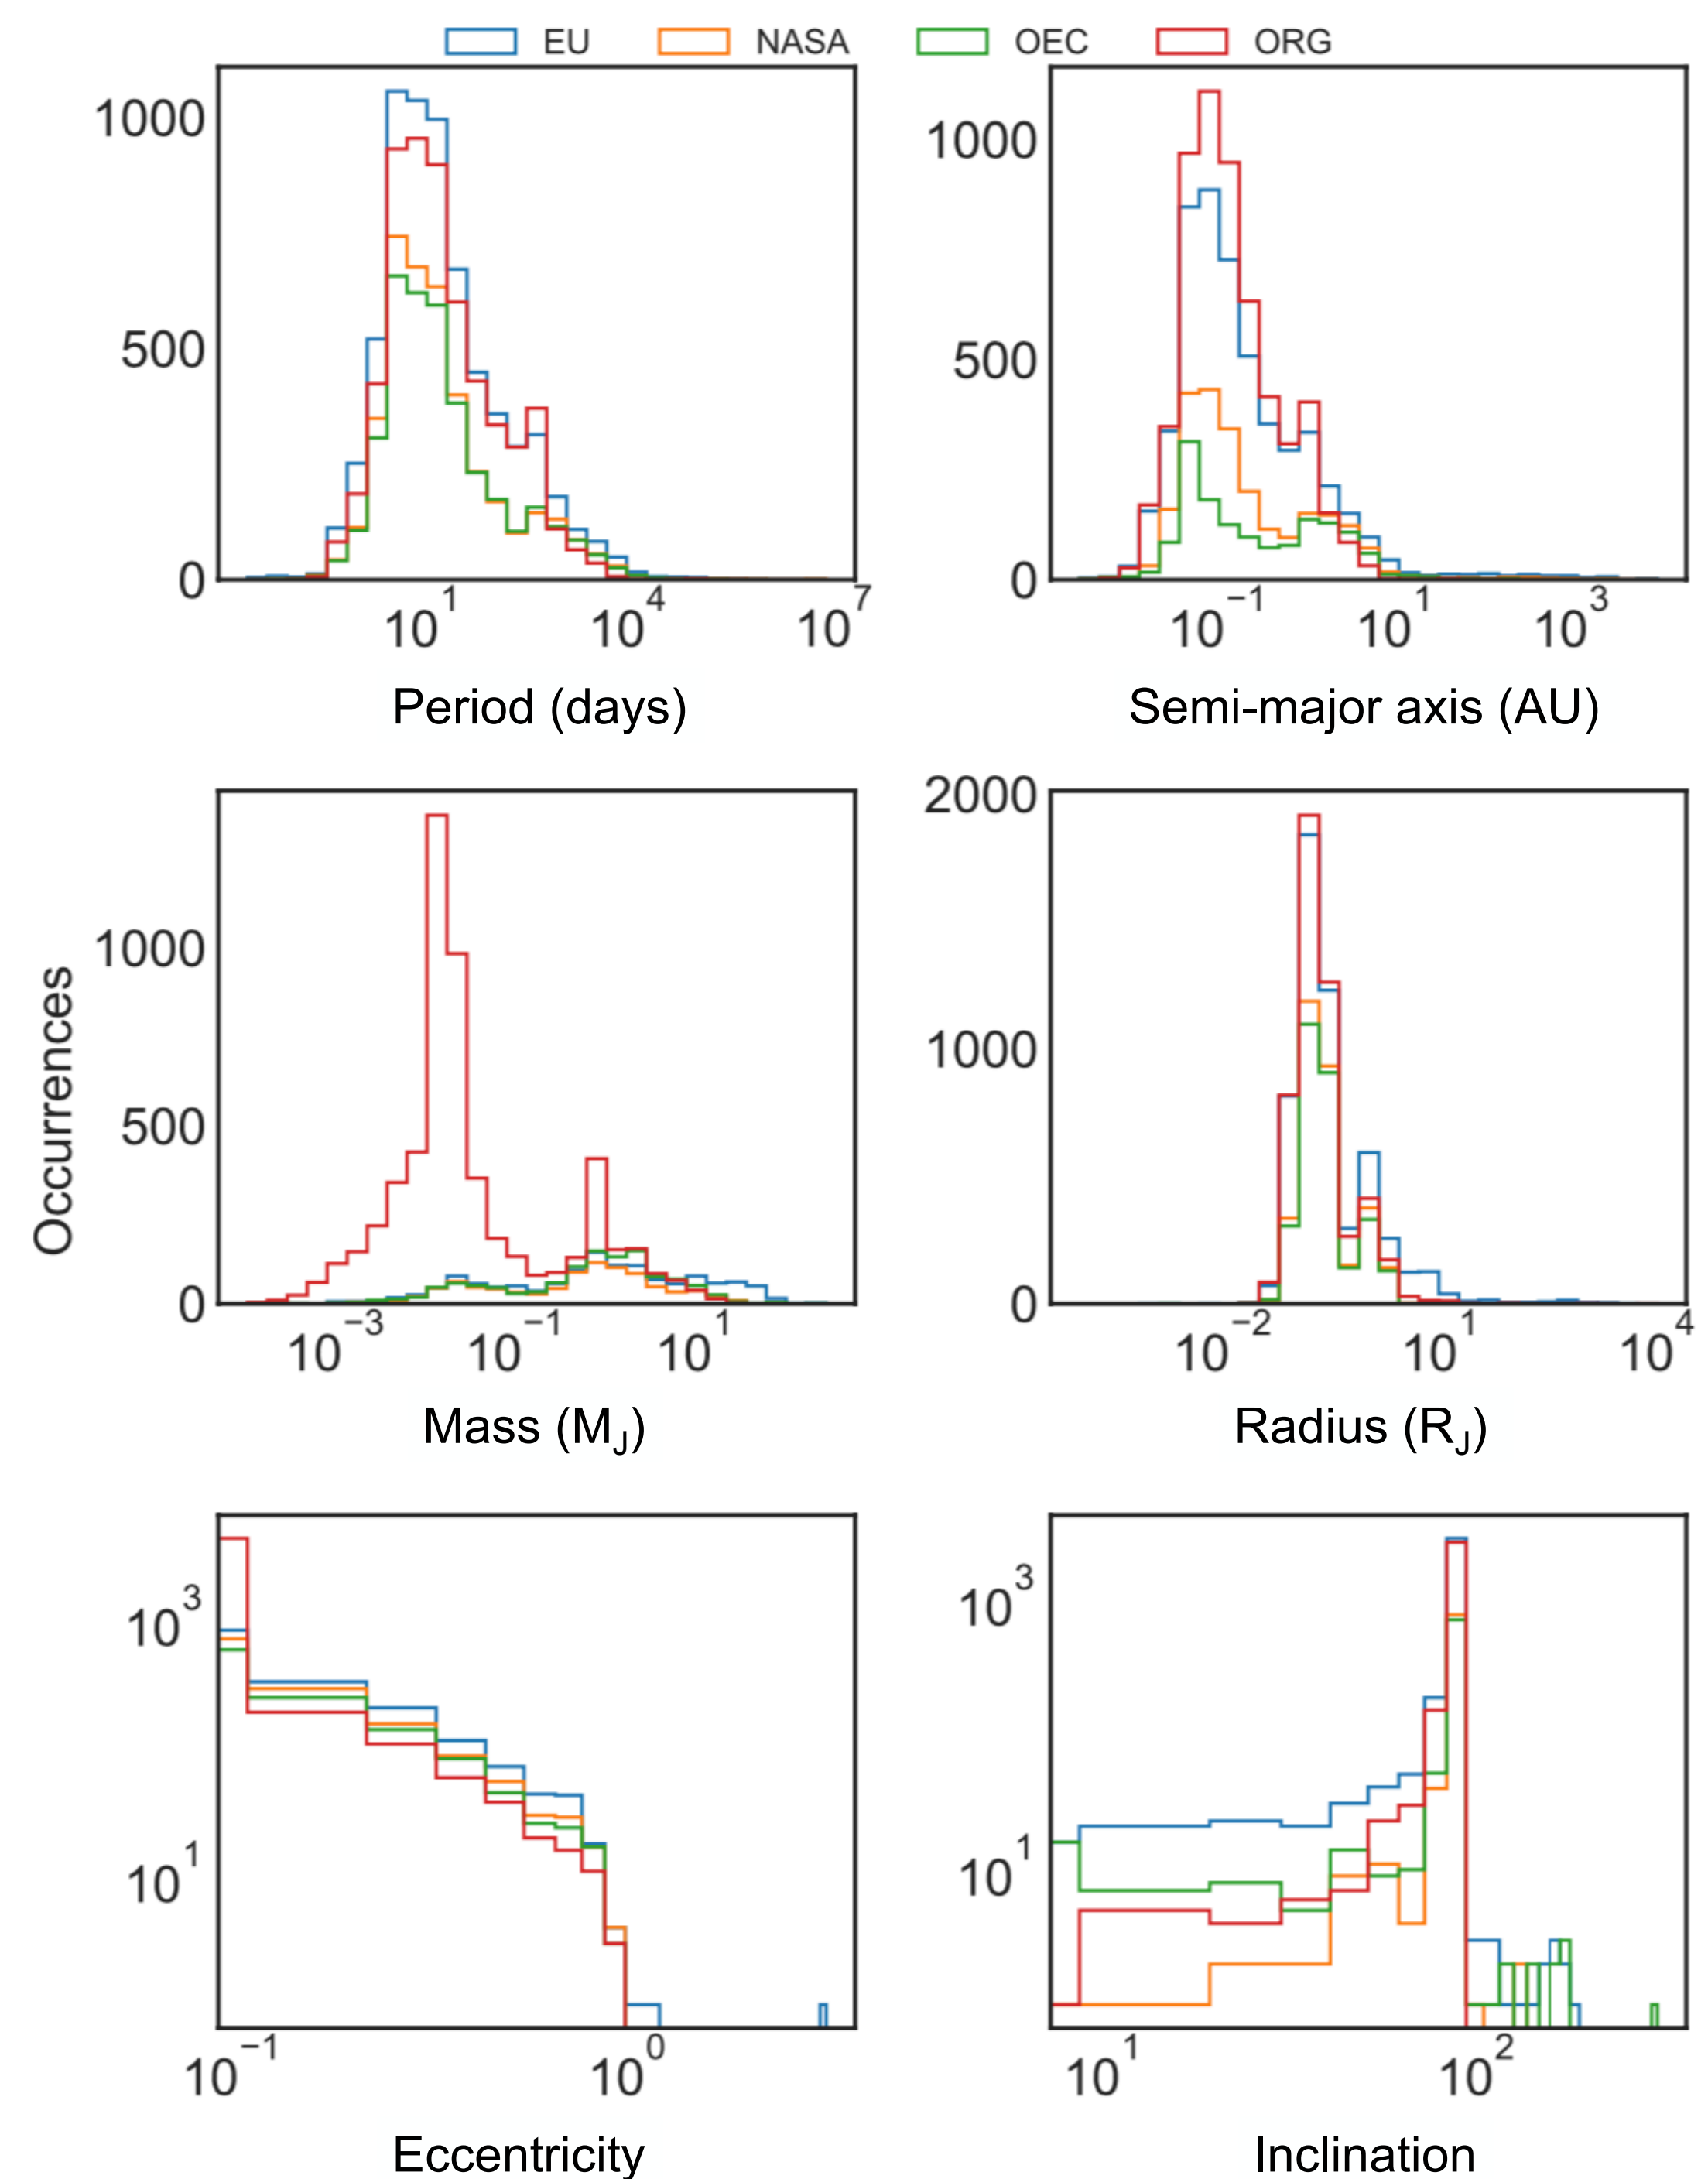 EU NASA OEC ORG
1000
500
0
10^1 10^4 10^7
Period (days)
1000
500
0
10^−1 10^1 10^3
Semi-major axis (AU)
Occurrences
1000
500
0
10^−3 10^−1 10^1
Mass (M_J)
2000
1000
0
10^−2 10^1 10^4
Radius (R_J)
10^3
10^1
10^−1 10^0
Eccentricity
10^3
10^1
10^1 10^2
Inclination